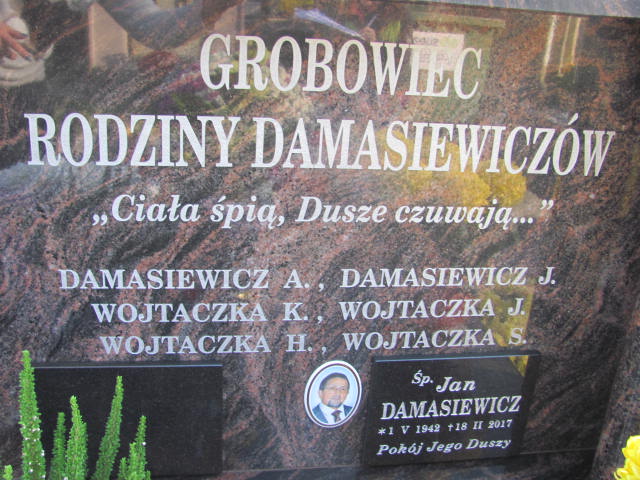 GROBOWIEC
RODZINY DAMASIEWICZÓW
„Ciała śpią, Dusze czuwają..."
DAMASIEWICZ A., DAMASIEWICZ J.
WOJTACZKA K., WOJTACZKA J.
WOJTACZKA H., WOJTACZKA S.
Śp. Jan
DAMASIEWICZ
*1 V 1942 †18 II 2017
Pokój Jego Duszy